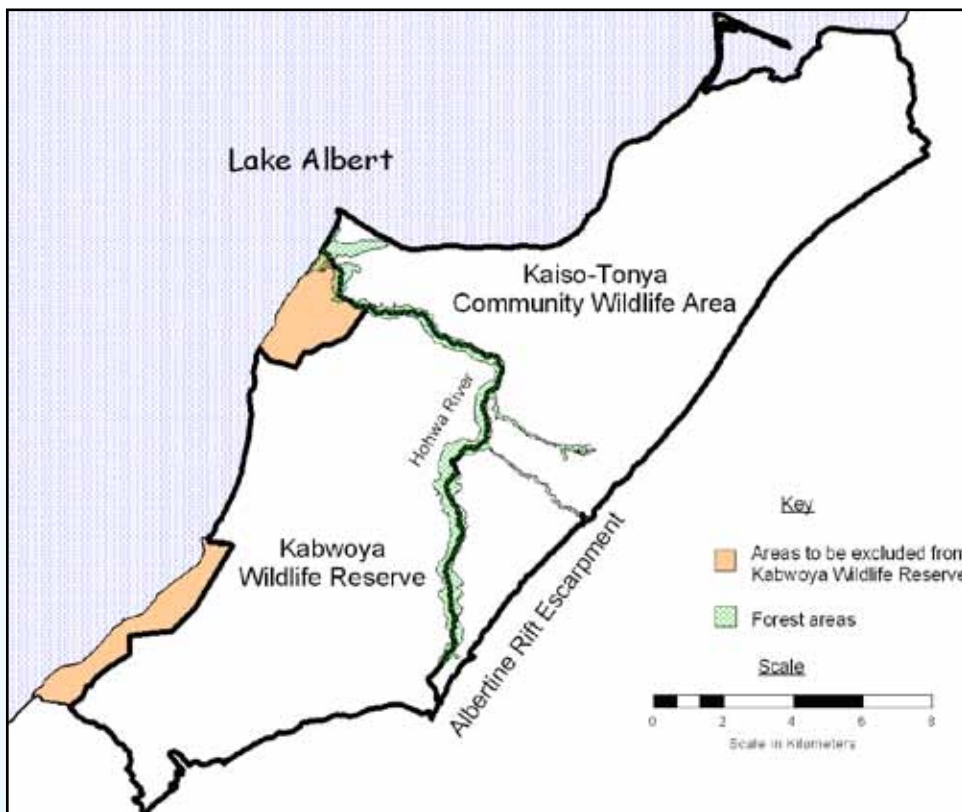 Lake Albert
Kaiso-Tonya
Community Wildlife Area
Hohwa River
Kabwoya
Wildlife Reserve
Albertine Rift Escarpment
Key
Areas to be excluded from
Kabwoya Wildlife Reserve
Forest areas
Scale
0 2 4 6 8
Scale in Kilometers